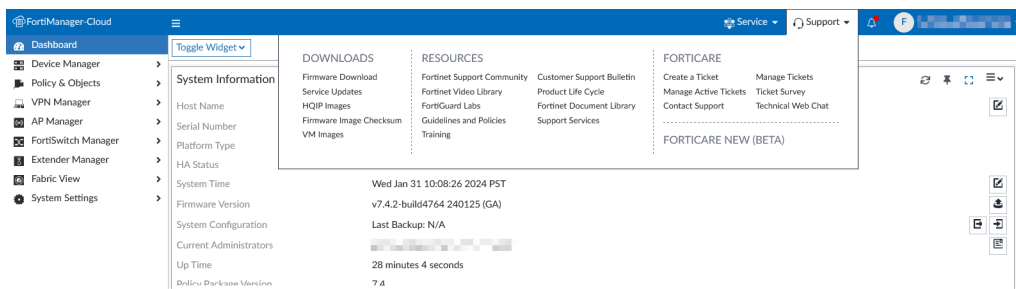 FortiManager-Cloud
Service
Support
F
Dashboard
Device Manager
Policy & Objects
VPN Manager
AP Manager
FortiSwitch Manager
Extender Manager
Fabric View
System Settings
Toggle Widget
DOWNLOADS
Firmware Download
Service Updates
HQIP Images
Firmware Image Checksum
VM Images
RESOURCES
Fortinet Support Community Customer Support Bulletin
Fortinet Video Library Product Life Cycle
FortiGuard Labs Fortinet Document Library
Guidelines and Policies Support Services
Training
FORTICARE
Create a Ticket Manage Tickets
Manage Active Tickets Ticket Survey
Contact Support Technical Web Chat
FORTICARE NEW (BETA)
System Information
Host Name
Serial Number
Platform Type
HA Status
System Time Wed Jan 31 10:08:26 2024 PST
Firmware Version v7.4.2-build4764 240125 (GA)
System Configuration Last Backup: N/A
Current Administrators
Up Time 28 minutes 4 seconds
Policy Package Version 7.4